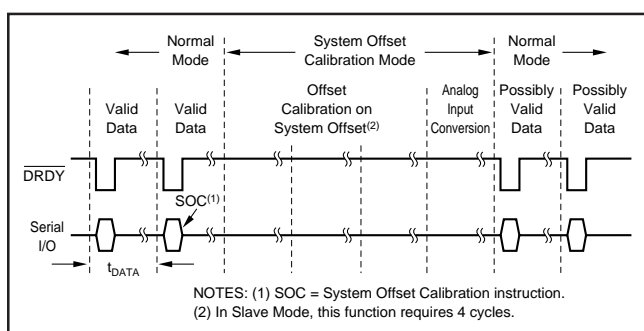 Normal
Mode
System Offset
Calibration Mode
Normal
Mode
Valid
Data
Valid
Data
Offset
Calibration on
System Offset(2)
Analog
Input
Conversion
Possibly
Valid
Data
Possibly
Valid
Data
DRDY
SOC(1)
Serial
I/O
tDATA
NOTES: (1) SOC = System Offset Calibration instruction.
(2) In Slave Mode, this function requires 4 cycles.